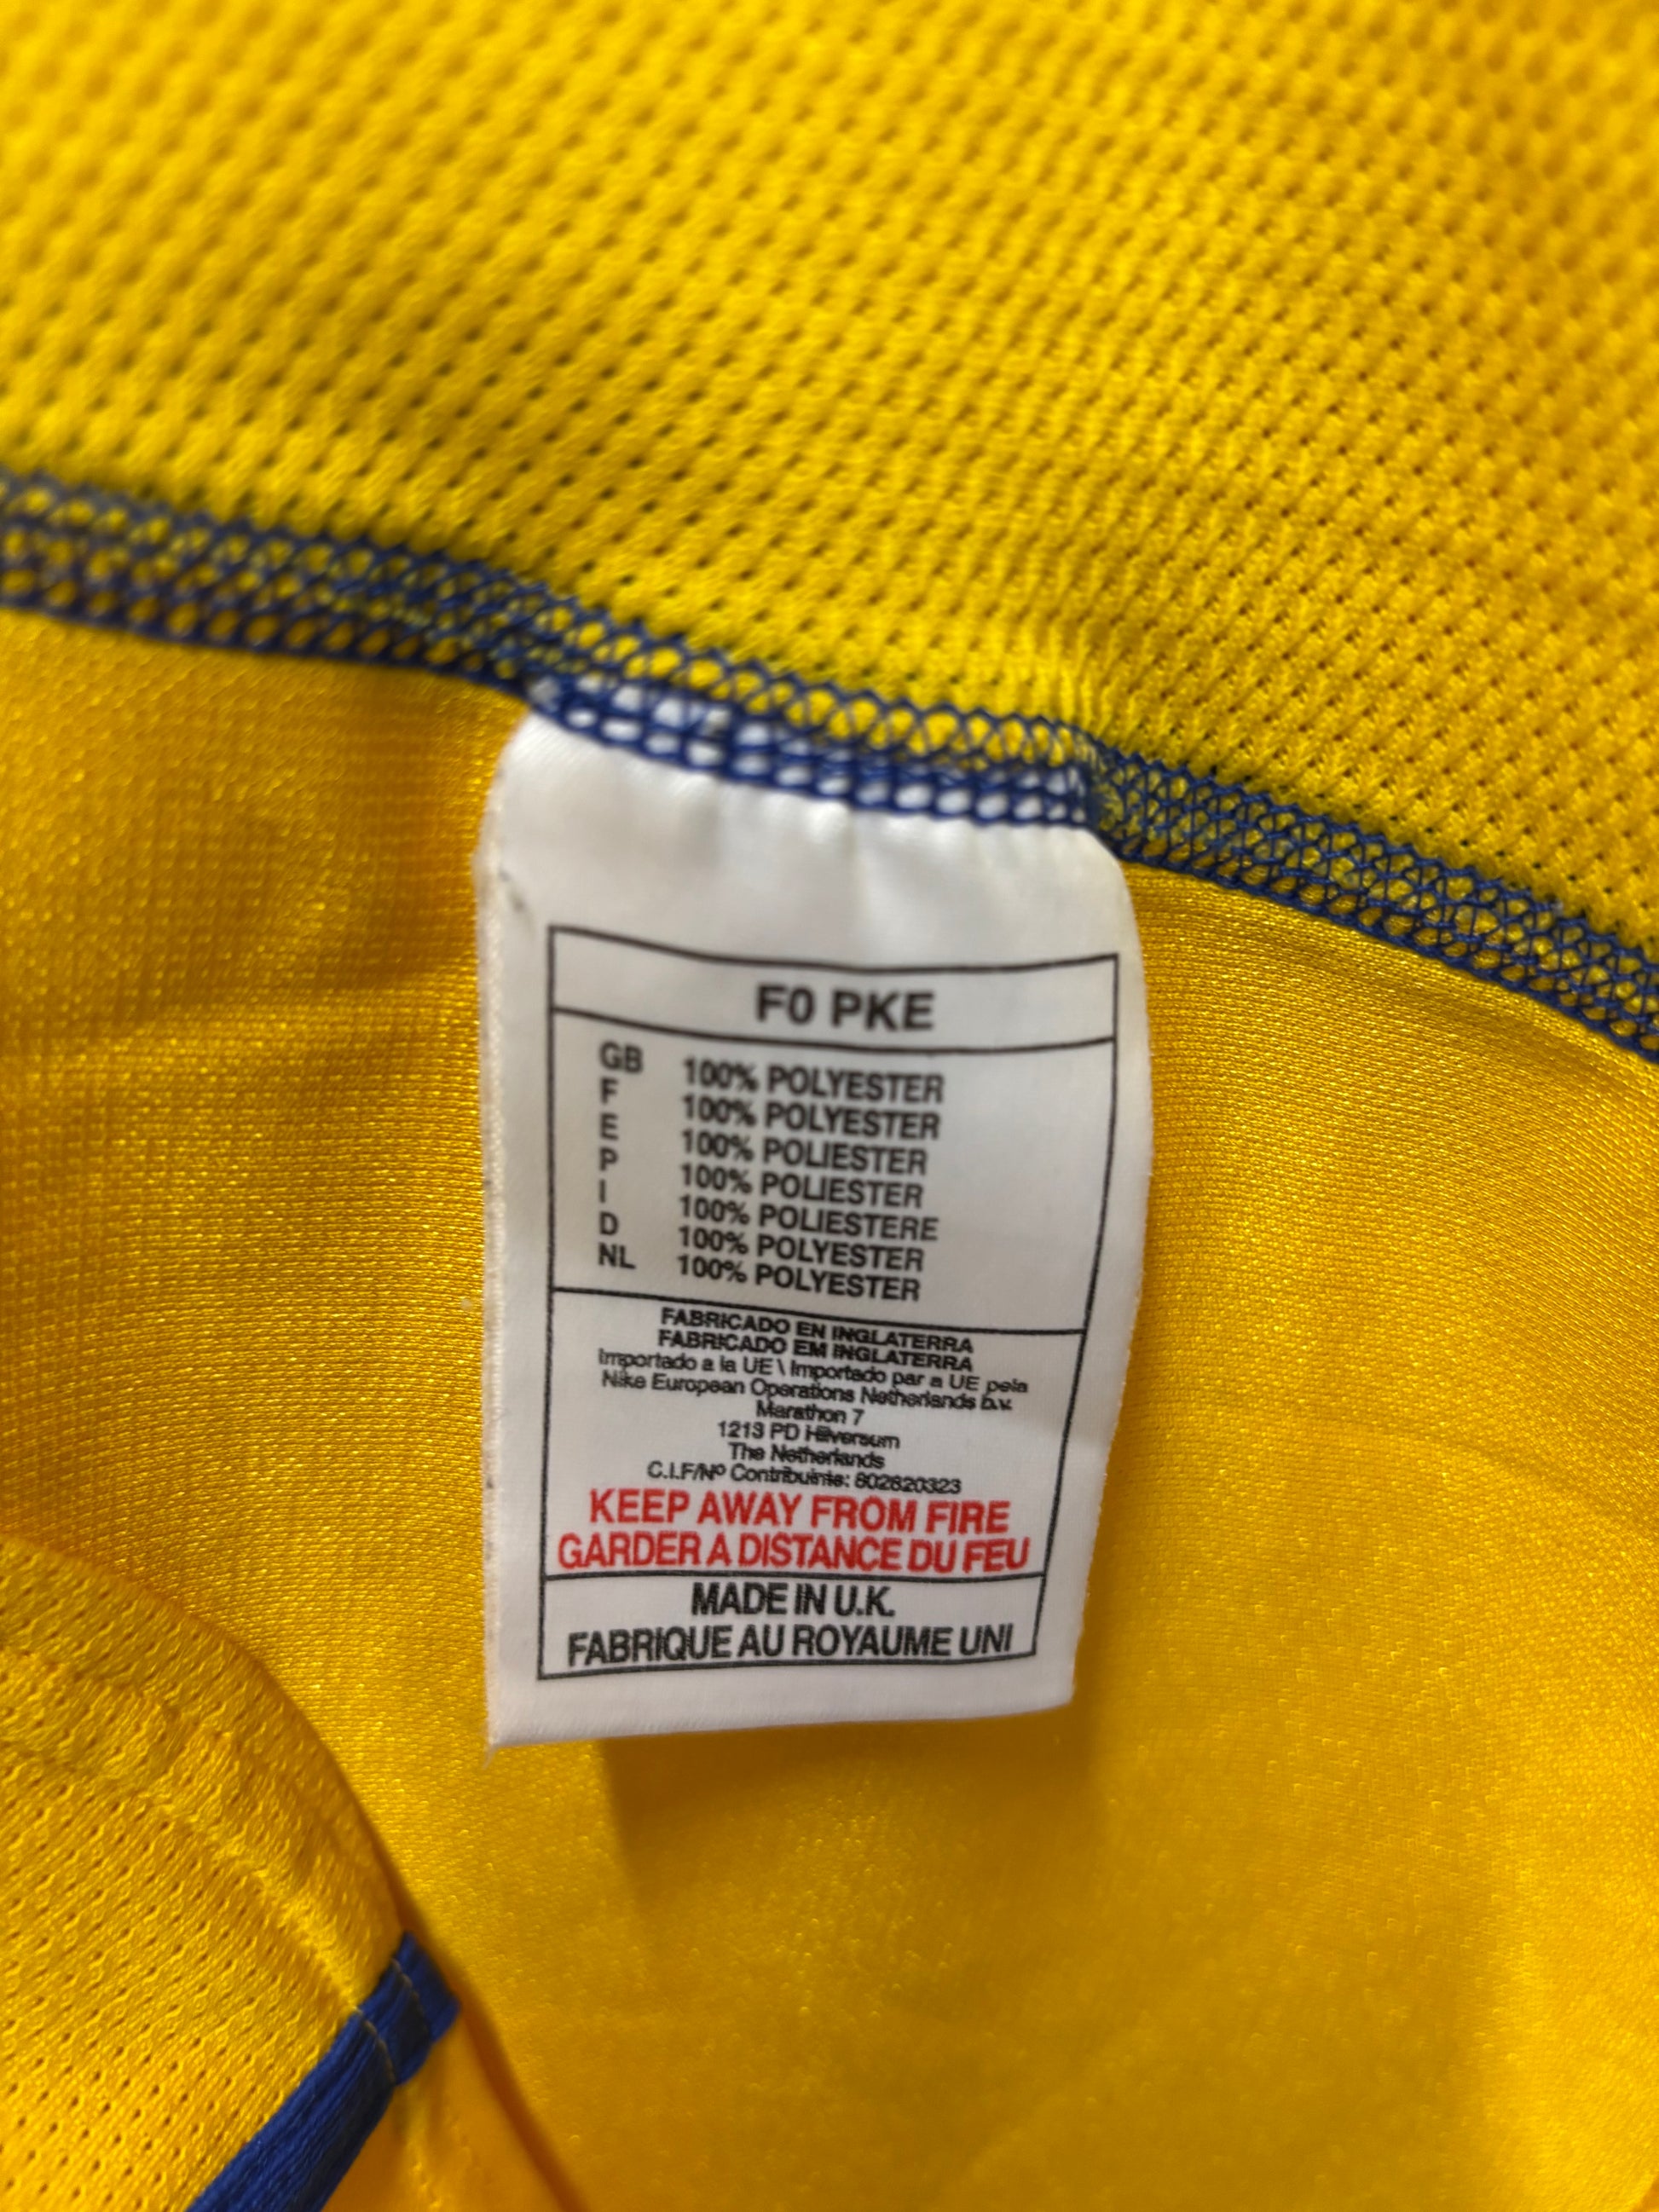 F0 PKE
GB 100% POLYESTER
F 100% POLYESTER
E 100% POLIESTER
P 100% POLIESTER
I 100% POLIESTERE
D 100% POLYESTER
NL 100% POLYESTER
FABRICADO EN INGLATERRA
FABRICADO EM INGLATERRA
Importado a la UE \ Importado par a UE pela
Nike European Operations Netherlands b.v.
Marathon 7
1213 PD Hilversum
The Netherlands
C.I.F/Nº Contribuinte: 802820323
KEEP AWAY FROM FIRE
GARDER A DISTANCE DU FEU
MADE IN U.K.
FABRIQUE AU ROYAUME UNI